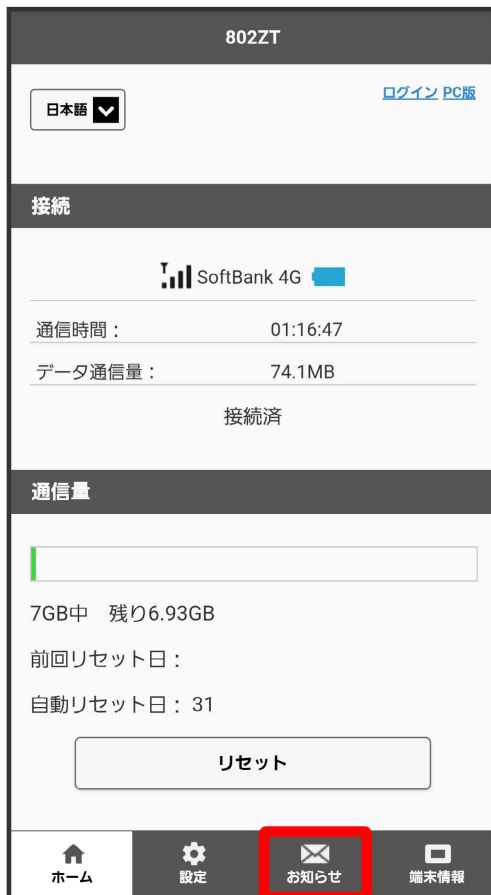 802ZT
日本語
ログイン PC版
接続
SoftBank 4G
通信時間： 01:16:47
データ通信量： 74.1MB
接続済
通信量
7GB中　残り6.93GB
前回リセット日：
自動リセット日： 31
リセット
ホーム 設定 お知らせ 端末情報